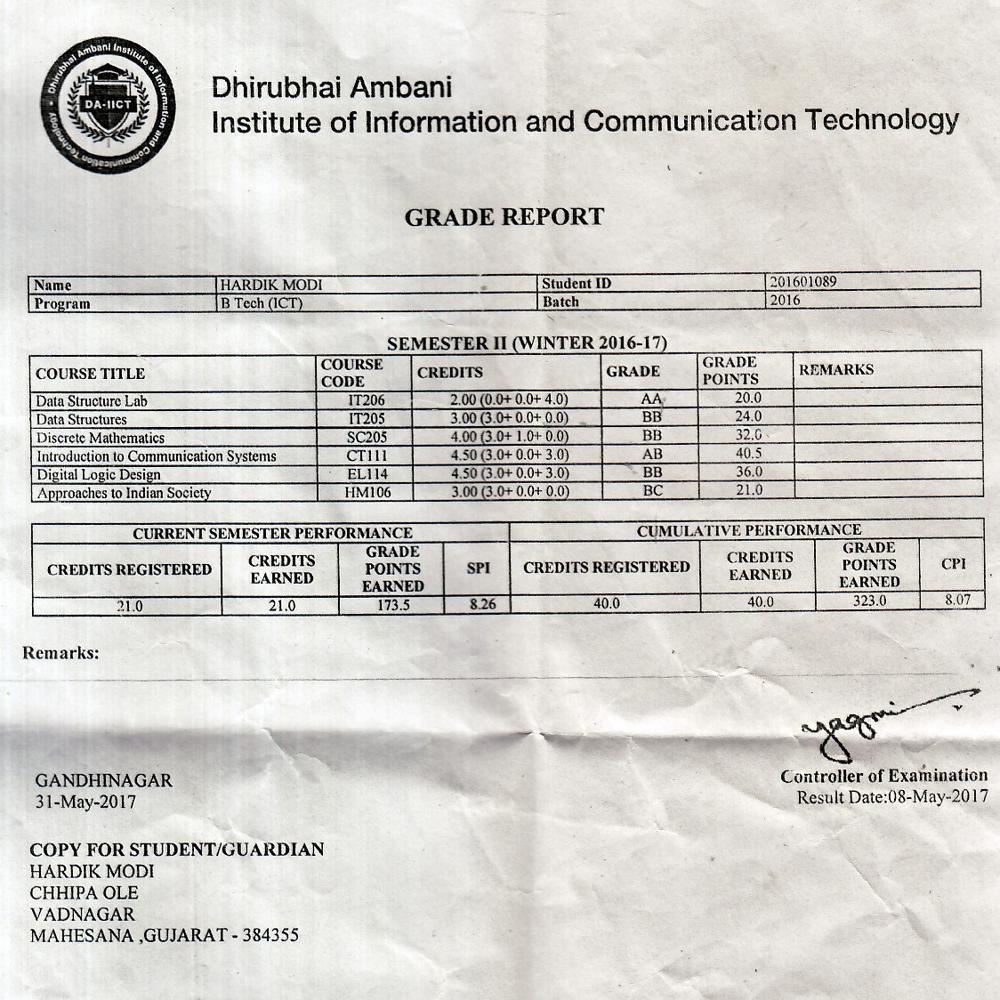 Dhirubhai Ambani Institute of Information and Communication Technology
DA-IICT
Dhirubhai Ambani
Institute of Information and Communication Technology
GRADE REPORT
Name HARDIK MODI Student ID 201601089
Program B Tech (ICT) Batch 2016
SEMESTER II (WINTER 2016-17)
COURSE TITLE COURSE CODE CREDITS GRADE GRADE POINTS REMARKS
Data Structure Lab IT206 2.00 (0.0+ 0.0+ 4.0) AA 20.0
Data Structures IT205 3.00 (3.0+ 0.0+ 0.0) BB 24.0
Discrete Mathematics SC205 4.00 (3.0+ 1.0+ 0.0) BB 32.0
Introduction to Communication Systems CT111 4.50 (3.0+ 0.0+ 3.0) AB 40.5
Digital Logic Design EL114 4.50 (3.0+ 0.0+ 3.0) BB 36.0
Approaches to Indian Society HM106 3.00 (3.0+ 0.0+ 0.0) BC 21.0
CURRENT SEMESTER PERFORMANCE CUMULATIVE PERFORMANCE
CREDITS REGISTERED CREDITS EARNED GRADE POINTS EARNED SPI CREDITS REGISTERED CREDITS EARNED GRADE POINTS EARNED CPI
21.0 21.0 173.5 8.26 40.0 40.0 323.0 8.07
Remarks:
GANDHINAGAR
31-May-2017
Controller of Examination
Result Date:08-May-2017
COPY FOR STUDENT/GUARDIAN
HARDIK MODI
CHHIPA OLE
VADNAGAR
MAHESANA ,GUJARAT - 384355